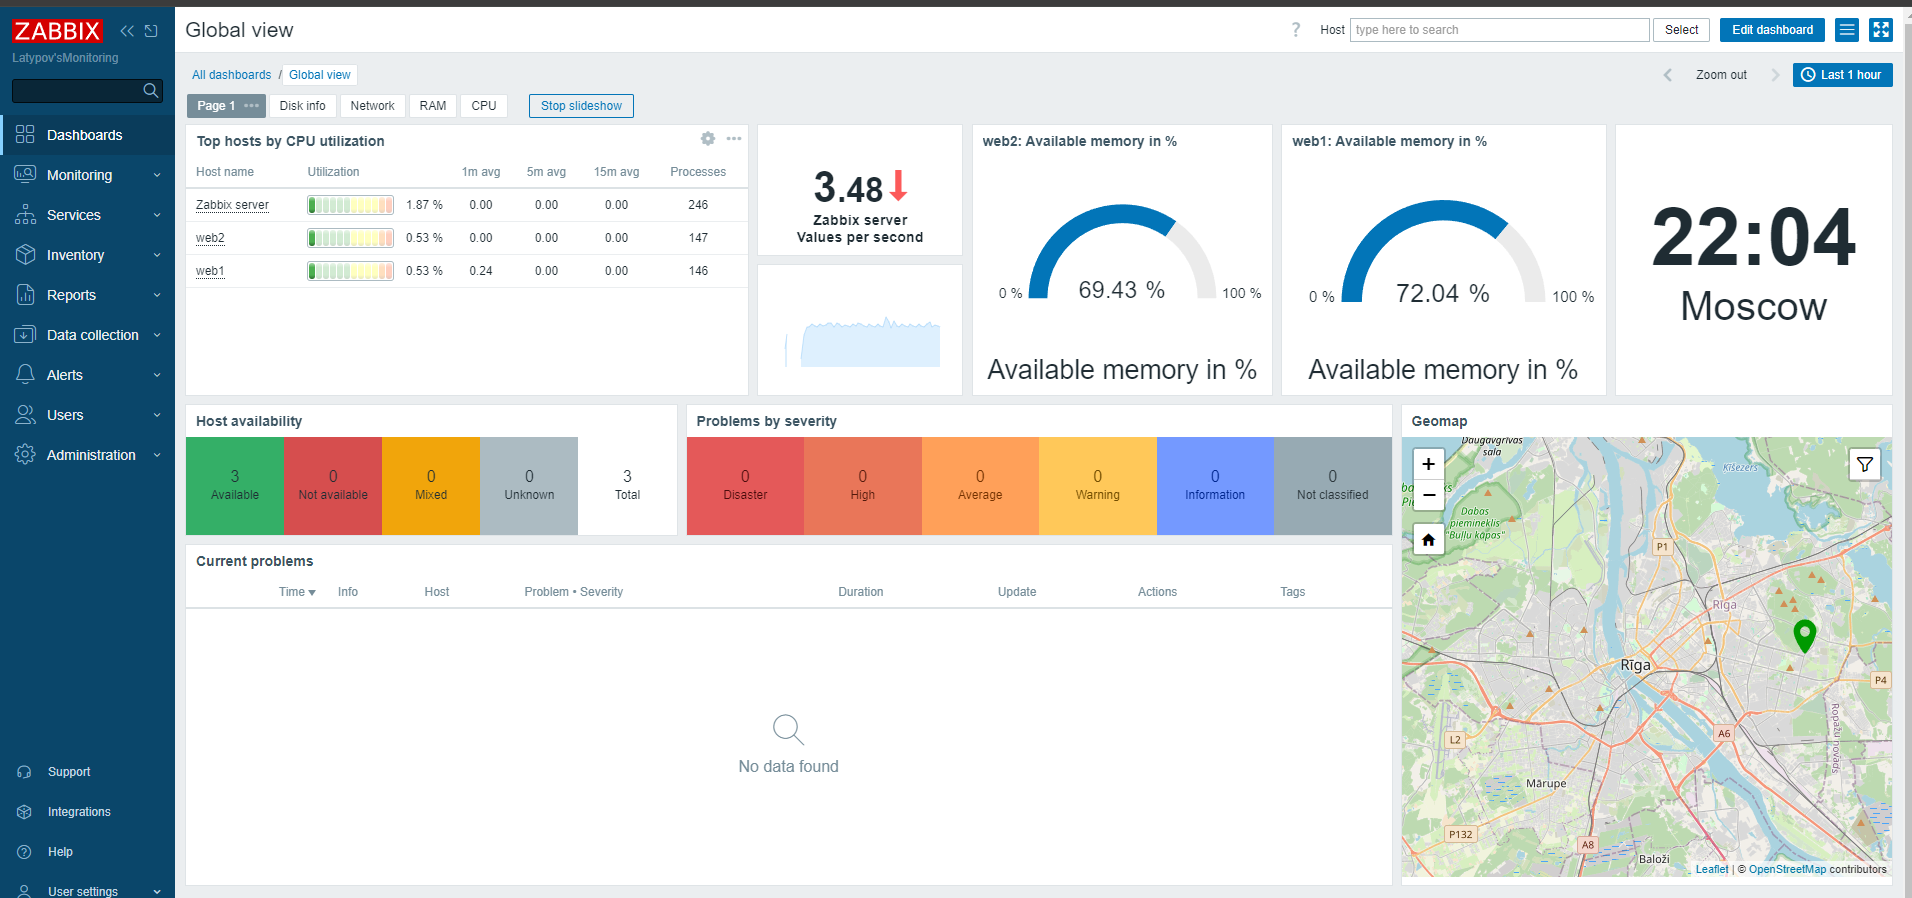 ZABBIX
Latypov'sMonitoring
Dashboards
Monitoring
Services
Inventory
Reports
Data collection
Alerts
Users
Administration
Support
Integrations
Help
User settings
Global view
? Host type here to search Select Edit dashboard
All dashboards / Global view
Zoom out Last 1 hour
Page 1 Disk info Network RAM CPU Stop slideshow
Top hosts by CPU utilization
Host name Utilization 1m avg 5m avg 15m avg Processes
Zabbix server 1.87 % 0.00 0.00 0.00 246
web2 0.53 % 0.00 0.00 0.00 147
web1 0.53 % 0.24 0.00 0.00 146
3.48
Zabbix server
Values per second
web2: Available memory in %
0 % 69.43 % 100 %
Available memory in %
web1: Available memory in %
0 % 72.04 % 100 %
Available memory in %
22:04
Moscow
Host availability
3 0 0 0 3
Available Not available Mixed Unknown Total
Problems by severity
0 0 0 0 0 0
Disaster High Average Warning Information Not classified
Current problems
Time Info Host Problem • Severity Duration Update Actions Tags
No data found
Geomap
+
−
Daugavgrīvas
sala
Ķīšezers
Dabas
piemineklis
"Buļļu kāpas"
P1
Rīga
Rīga
P4
Ropažu novads
A6
L2
Mārupe
P132
A8
Baloži
Leaflet | © OpenStreetMap contributors